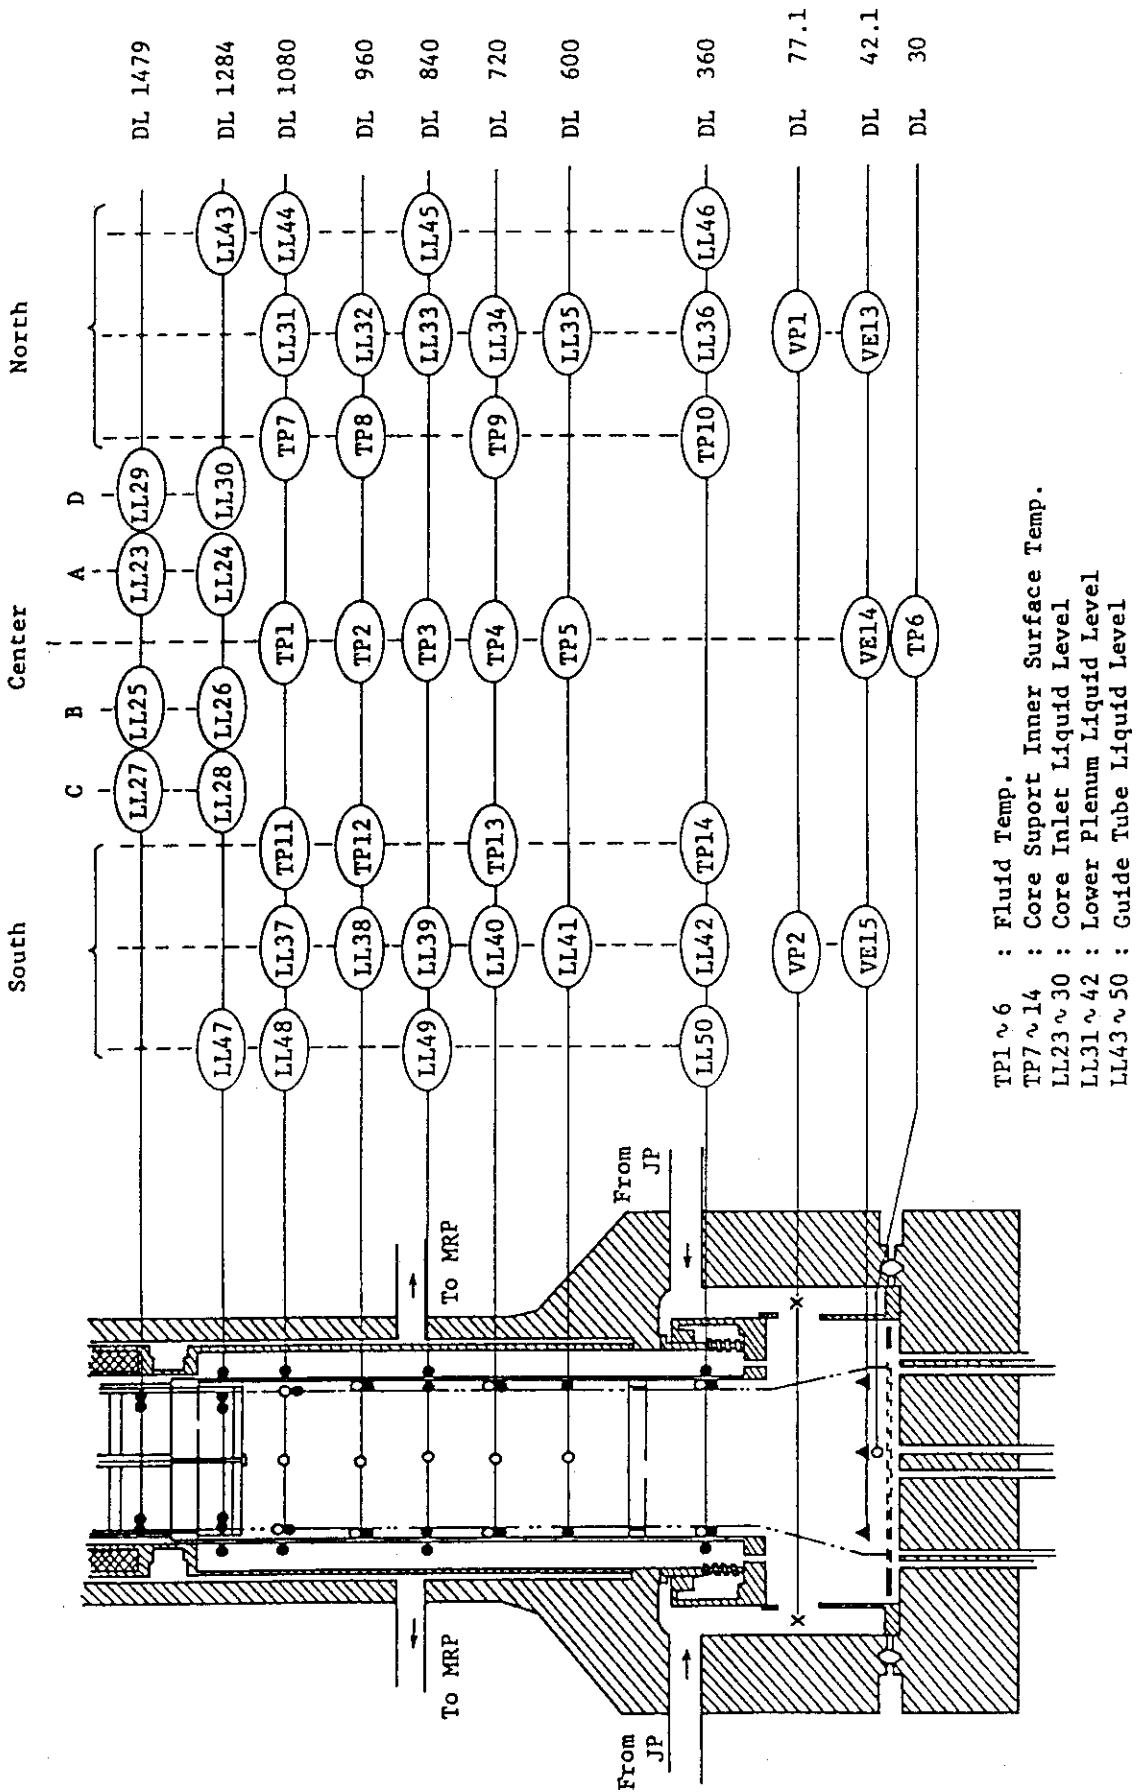 South Center North
C B A D
LL27 LL25 LL23 LL29 DL 1479
LL47 LL28 LL26 LL24 LL30 LL43 DL 1284
LL48 LL37 TP11 TP1 TP7 LL31 LL44 DL 1080
LL38 TP12 TP2 TP8 LL32 DL 960
LL49 LL39 TP3 LL33 LL45 DL 840
LL40 TP13 TP4 TP9 LL34 DL 720
LL41 TP5 LL35 DL 600
LL50 LL42 TP14 TP10 LL36 LL46 DL 360
VP2 VP1 DL 77.1
VE15 VE14 VE13 DL 42.1
TP6 DL 30
To MRP
To MRP
From
JP
From
JP
TP1 ~ 6 : Fluid Temp.
TP7 ~ 14 : Core Suport Inner Surface Temp.
LL23 ~ 30 : Core Inlet Liquid Level
LL31 ~ 42 : Lower Plenum Liquid Level
LL43 ~ 50 : Guide Tube Liquid Level